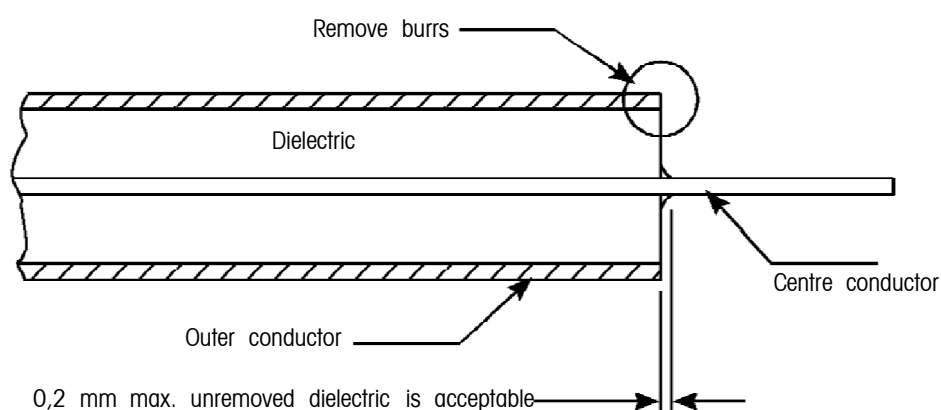 Remove burrs
Dielectric
Centre conductor
Outer conductor
0,2 mm max. unremoved dielectric is acceptable